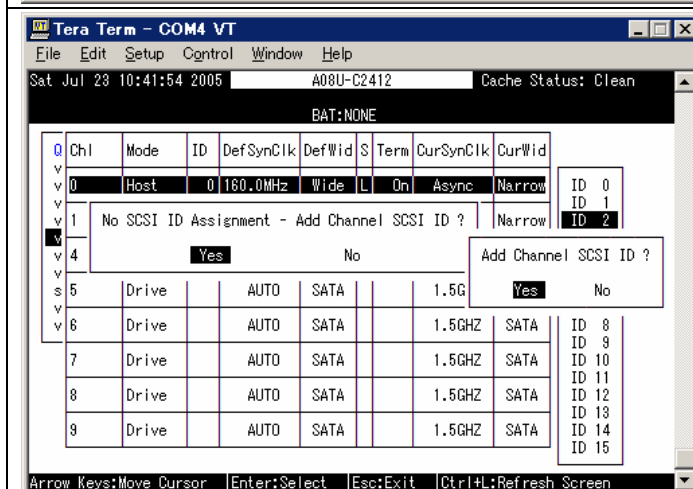 Tera Term - COM4 VT
File Edit Setup Control Window Help
Sat Jul 23 10:41:54 2005 A08U-C2412 Cache Status: Clean
BAT:NONE
Q Chl Mode ID DefSynClk DefWid S Term CurSynClk CurWid
v
v 0 Host 0 160.0MHz Wide L On Async Narrow ID 0
v ID 1
v 1 No SCSI ID Assignment - Add Channel SCSI ID ? Narrow ID 2
v
v 4 Yes No Add Channel SCSI ID ?
v
s 5 Drive AUTO SATA 1.5G Yes No
v
v 6 Drive AUTO SATA 1.5GHZ SATA ID 8
ID 9
7 Drive AUTO SATA 1.5GHZ SATA ID 10
ID 11
8 Drive AUTO SATA 1.5GHZ SATA ID 12
ID 13
9 Drive AUTO SATA 1.5GHZ SATA ID 14
ID 15
Arrow Keys:Move Cursor |Enter:Select |Esc:Exit |Ctrl+L:Refresh Screen